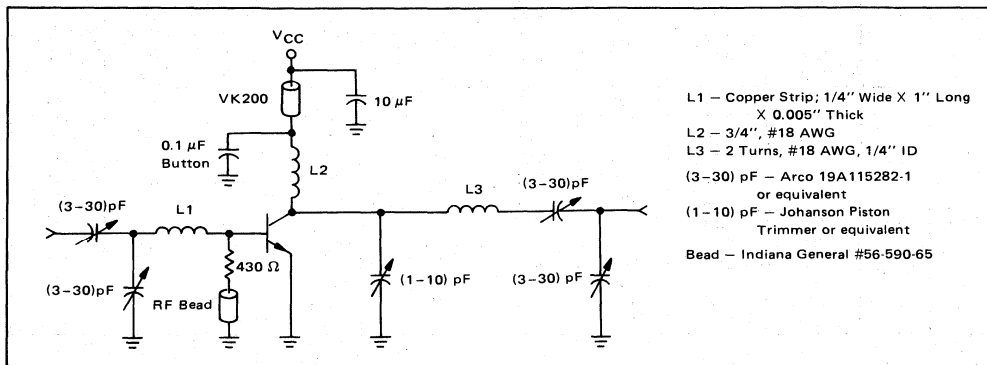 VCC
VK200
10 µF
0.1 µF
Button
L2
L3
(3–30)pF
(3–30)pF
L1
430 Ω
(3–30)pF
(1–10) pF
(3–30) pF
RF Bead
L1 – Copper Strip; 1/4" Wide X 1" Long
X 0.005" Thick
L2 – 3/4", #18 AWG
L3 – 2 Turns, #18 AWG, 1/4" ID
(3–30) pF – Arco 19A115282-1
or equivalent
(1–10) pF – Johanson Piston
Trimmer or equivalent
Bead – Indiana General #56-590-65